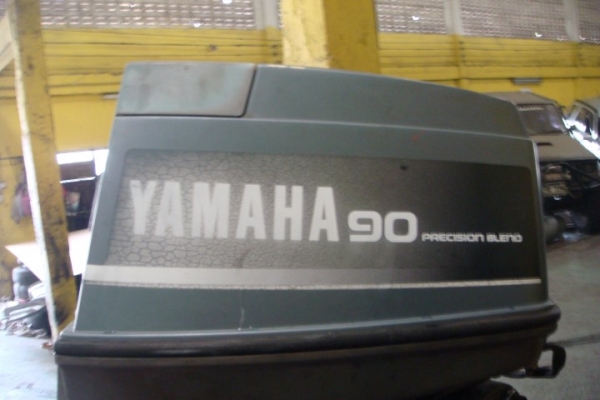 YAMAHA 90 PRECISION BLEND